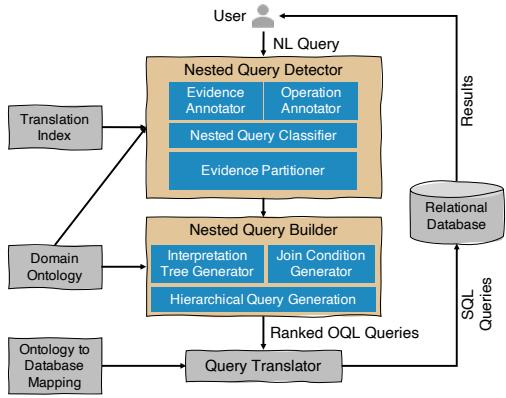 User
NL Query
Nested Query Detector
Evidence
Annotator
Operation
Annotator
Nested Query Classifier
Evidence Partitioner
Translation
Index
Domain
Ontology
Nested Query Builder
Interpretation
Tree Generator
Join Condition
Generator
Hierarchical Query Generation
Ranked OQL Queries
Ontology to
Database
Mapping
Query Translator
SQL
Queries
Relational
Database
Results